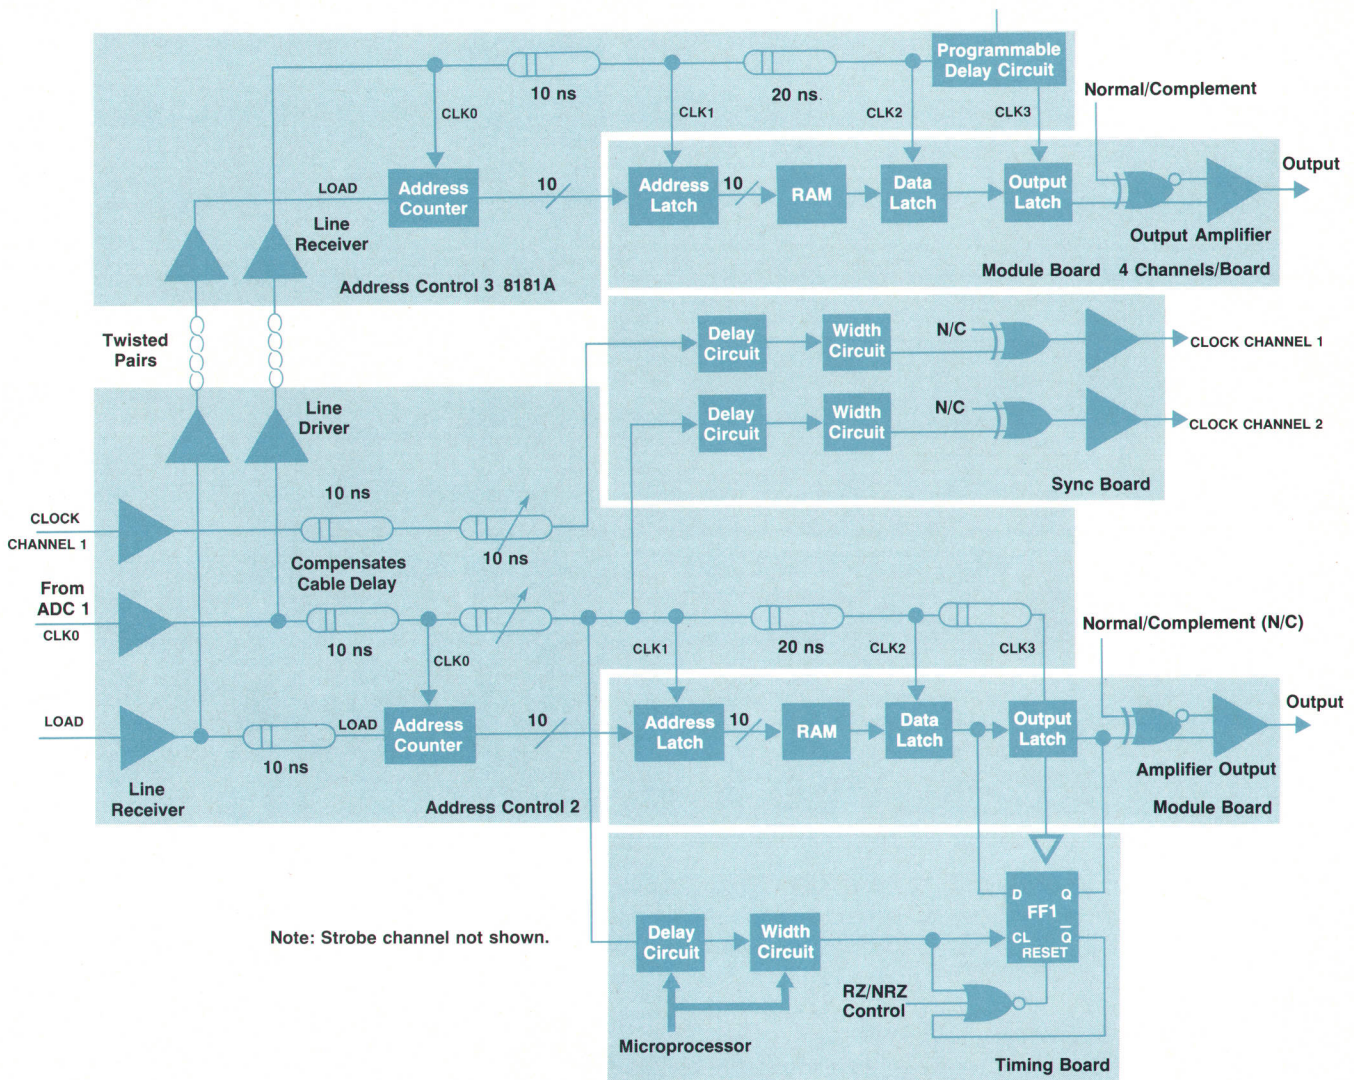 Programmable
Delay Circuit
10 ns
20 ns.
CLK0
CLK1
CLK2
CLK3
Normal/Complement
LOAD
Address
Counter
10
Address
Latch
10
RAM
Data
Latch
Output
Latch
Output
Line
Receiver
Output Amplifier
Address Control 3 8181A
Module Board 4 Channels/Board
Twisted
Pairs
Delay
Circuit
Width
Circuit
N/C
CLOCK CHANNEL 1
Line
Driver
Delay
Circuit
Width
Circuit
N/C
CLOCK CHANNEL 2
Sync Board
10 ns
CLOCK
CHANNEL 1
10 ns
Compensates
Cable Delay
From
ADC 1
CLK0
10 ns
CLK0
CLK1
20 ns
CLK2
CLK3
Normal/Complement (N/C)
LOAD
10 ns
LOAD
Address
Counter
10
Address
Latch
10
RAM
Data
Latch
Output
Latch
Output
Line
Receiver
Amplifier Output
Address Control 2
Module Board
D Q
FF1
CL Q
RESET
Note: Strobe channel not shown.
Delay
Circuit
Width
Circuit
RZ/NRZ
Control
Microprocessor
Timing Board